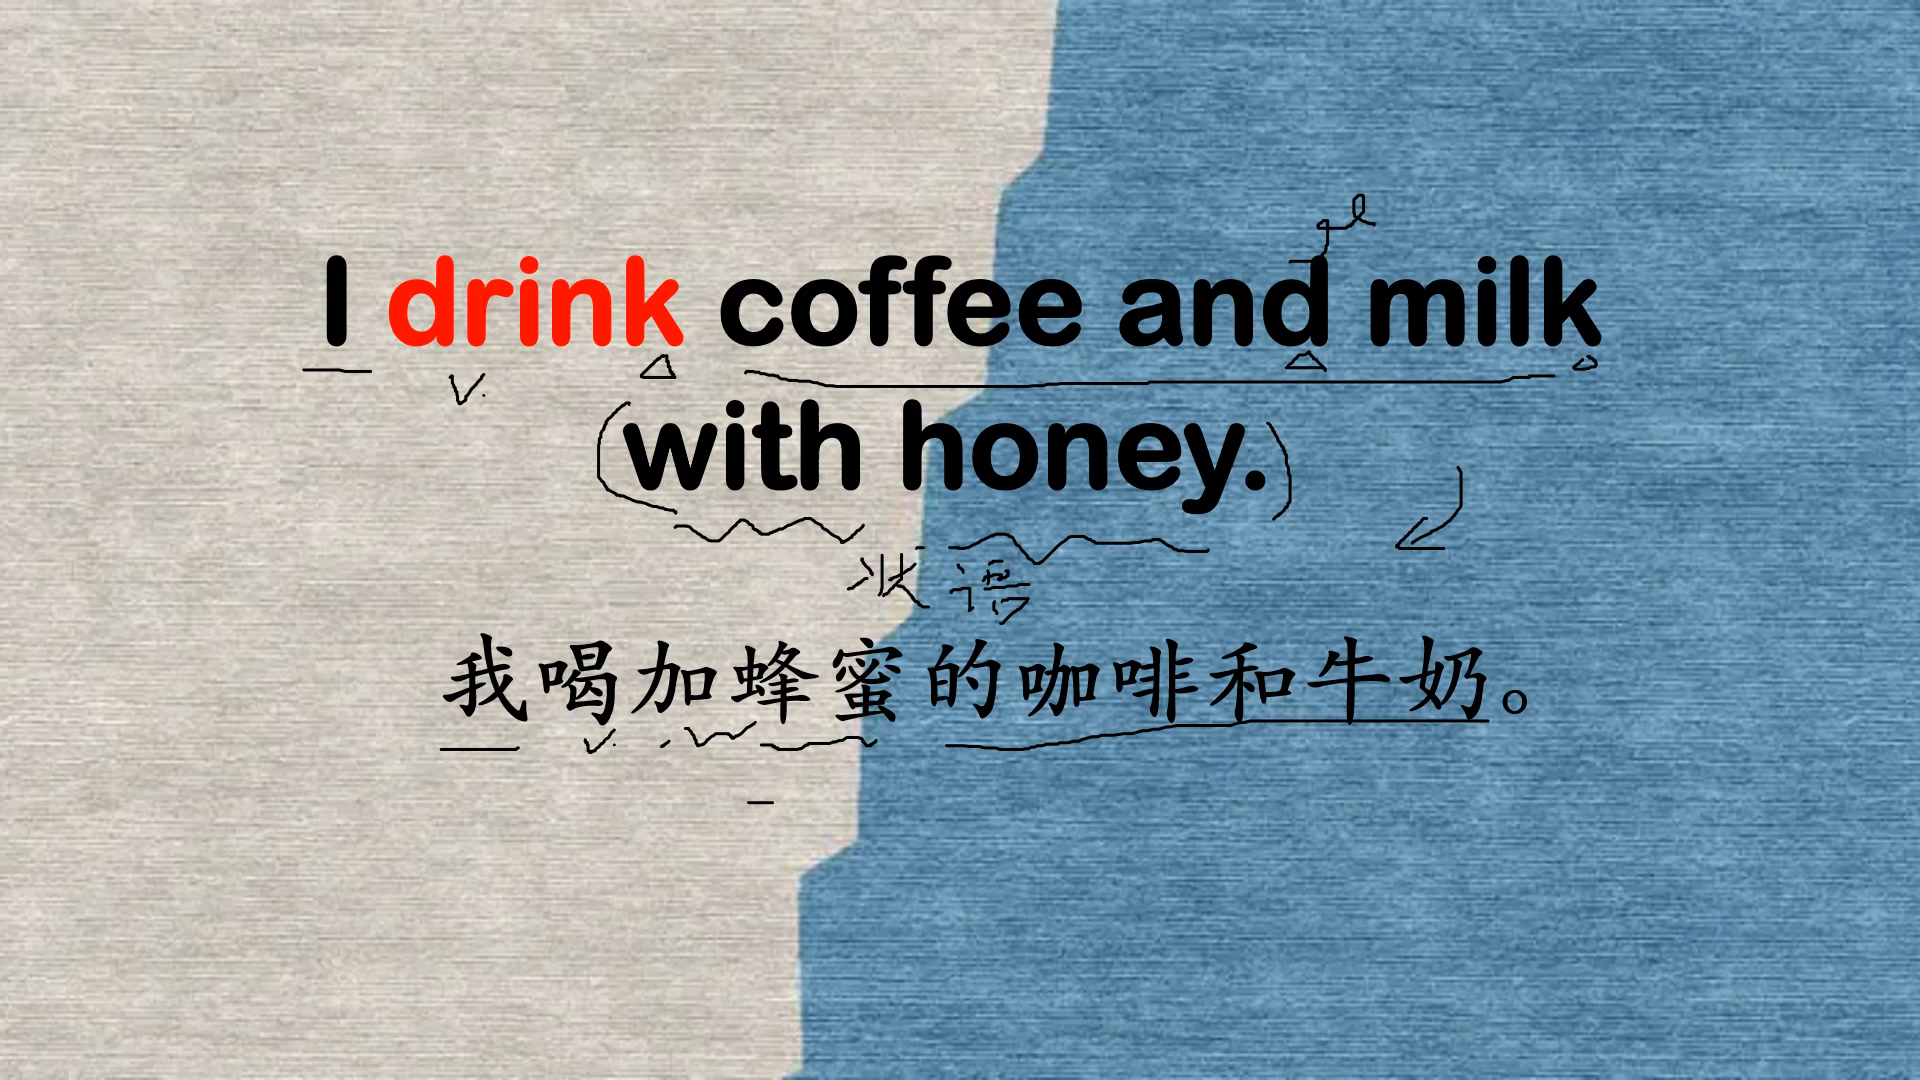 I drink coffee and milk
V.
with honey.
状语
我喝加蜂蜜的咖啡和牛奶。
V.